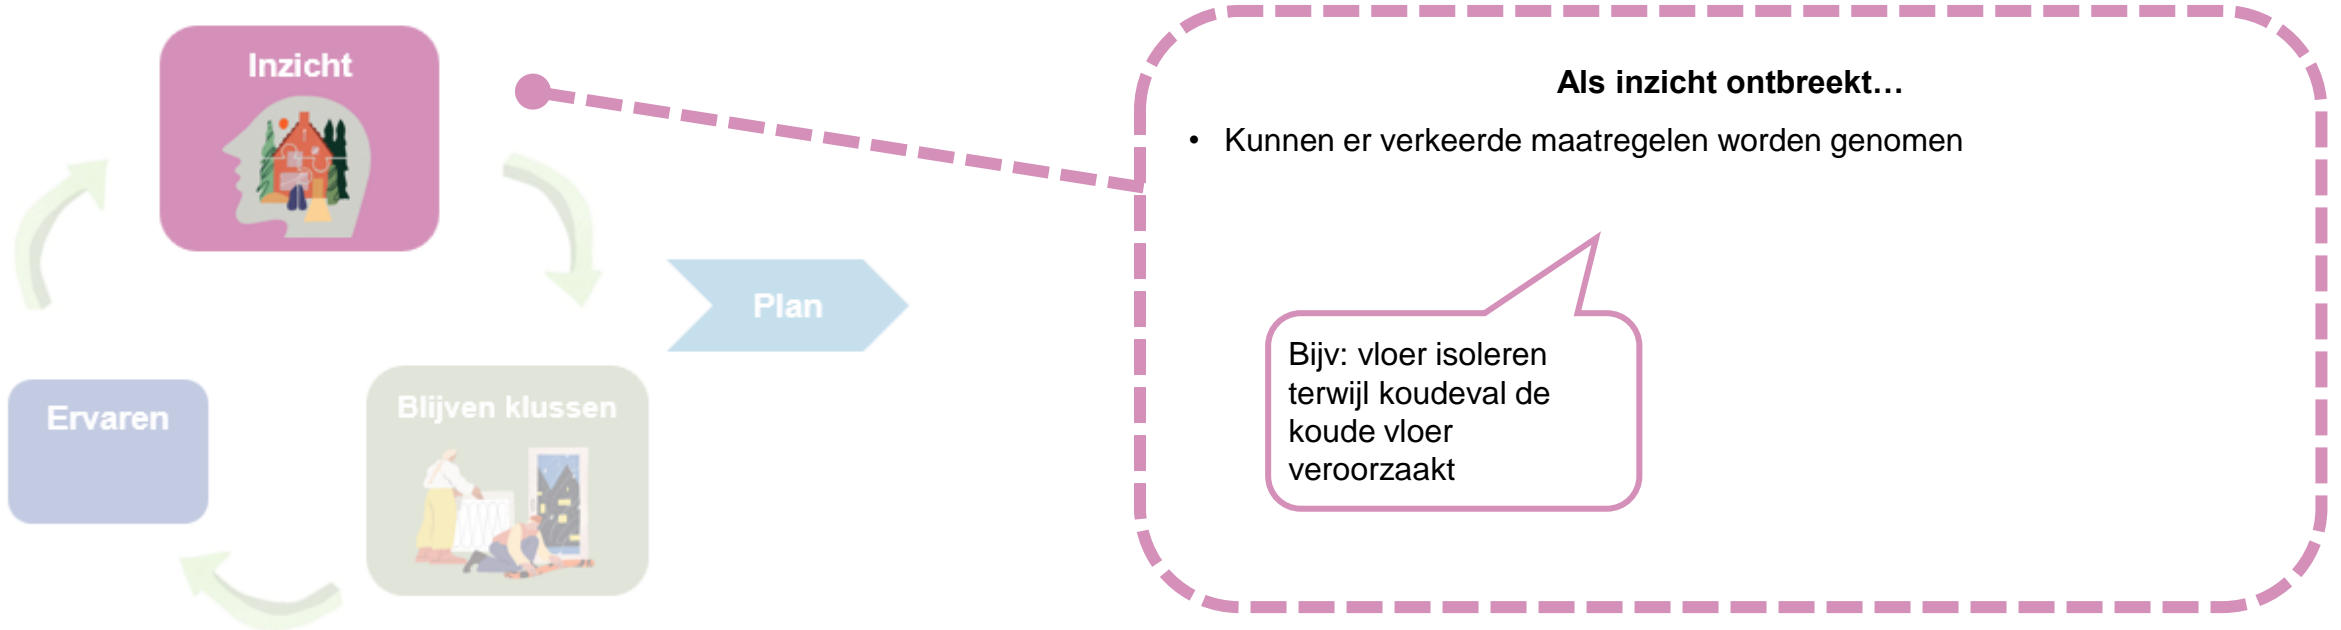 Inzicht
Plan
Ervaren
Blijven klussen
Als inzicht ontbreekt…
• Kunnen er verkeerde maatregelen worden genomen
Bijv: vloer isoleren
terwijl koudeval de
koude vloer
veroorzaakt